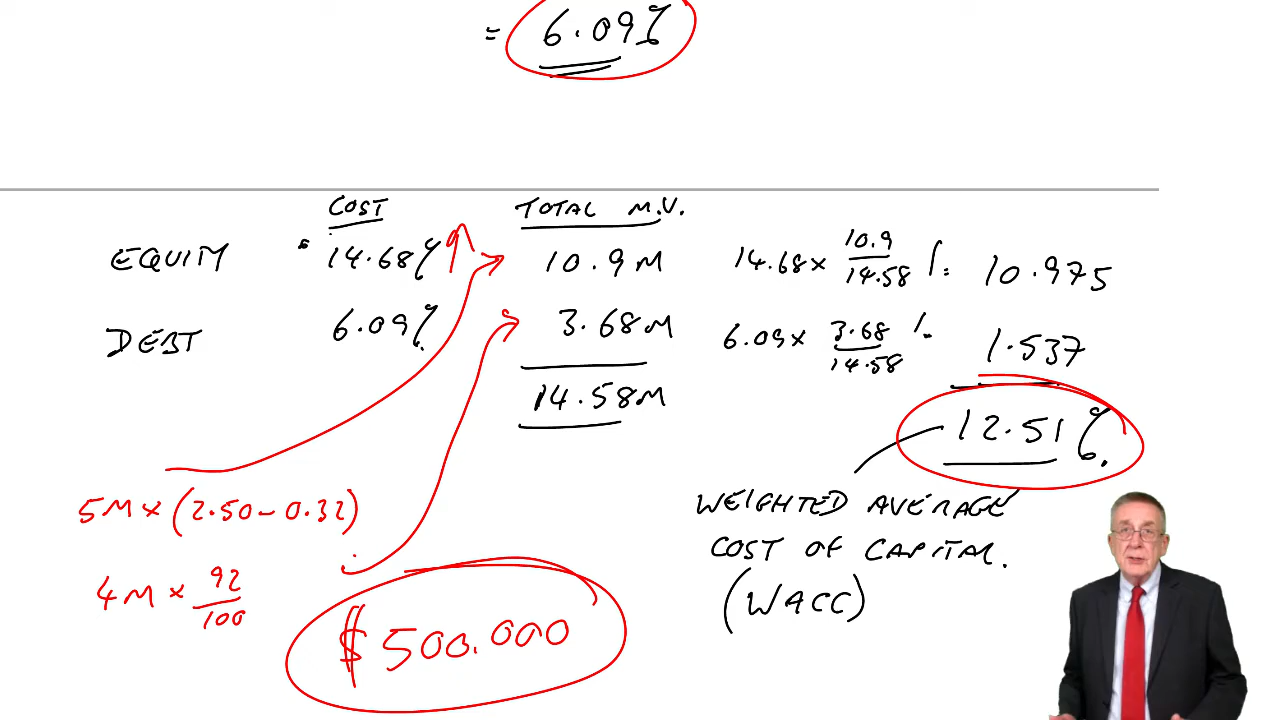 = 6.09%
COST TOTAL M.V.
EQUITY = 14.68% 10.9M 14.68 × 10.9/14.58 %= 10.975
DEBT 6.09% 3.68M 6.09 × 3.68/14.58 %= 1.537
14.58M 12.51%
5M × (2.50 - 0.32)
WEIGHTED AVERAGE
COST OF CAPITAL.
4M × 92/100
(WACC)
$500.000